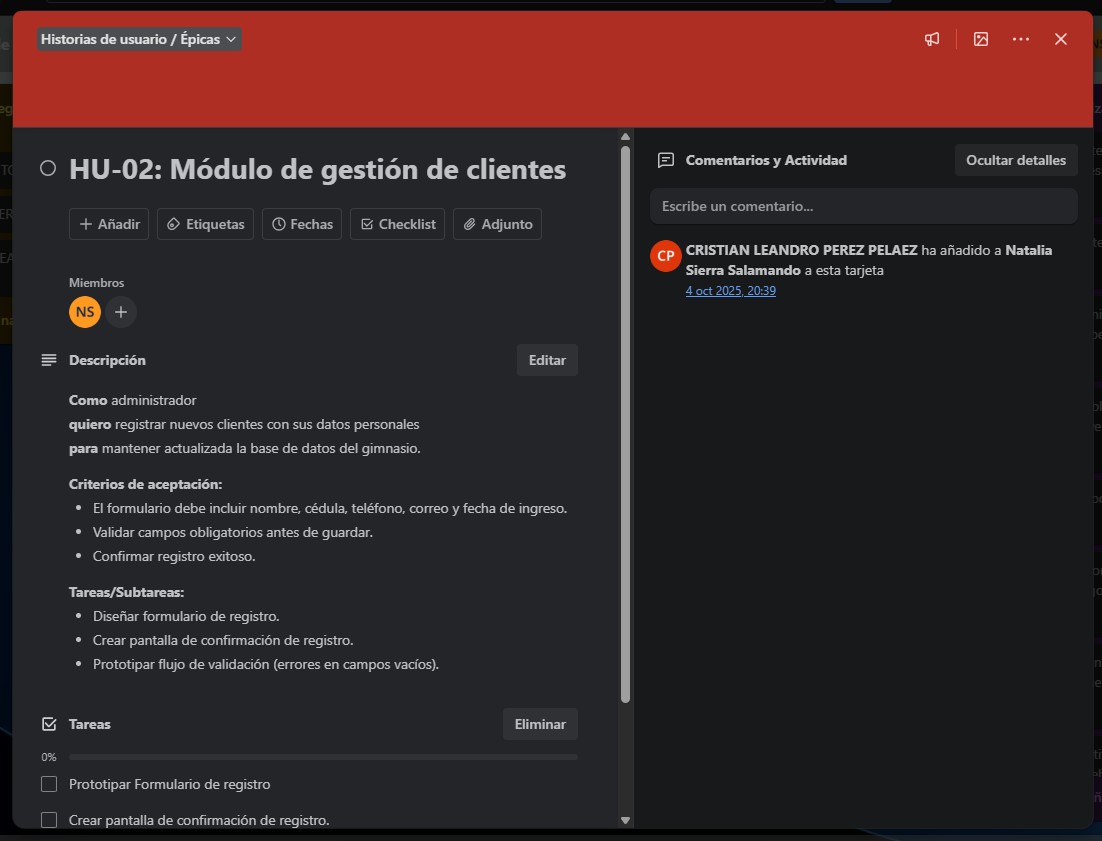 Historias de usuario / Épicas
HU-02: Módulo de gestión de clientes
Añadir
Etiquetas
Fechas
Checklist
Adjunto
Miembros
NS
Descripción
Editar
Como administrador
quiero registrar nuevos clientes con sus datos personales
para mantener actualizada la base de datos del gimnasio.
Criterios de aceptación:
• El formulario debe incluir nombre, cédula, teléfono, correo y fecha de ingreso.
• Validar campos obligatorios antes de guardar.
• Confirmar registro exitoso.
Tareas/Subtareas:
• Diseñar formulario de registro.
• Crear pantalla de confirmación de registro.
• Prototipar flujo de validación (errores en campos vacíos).
Tareas
Eliminar
0%
Prototipar Formulario de registro
Crear pantalla de confirmación de registro.
Comentarios y Actividad
Ocultar detalles
Escribe un comentario...
CP
CRISTIAN LEANDRO PEREZ PELAEZ ha añadido a Natalia
Sierra Salamando a esta tarjeta
4 oct 2025, 20:39